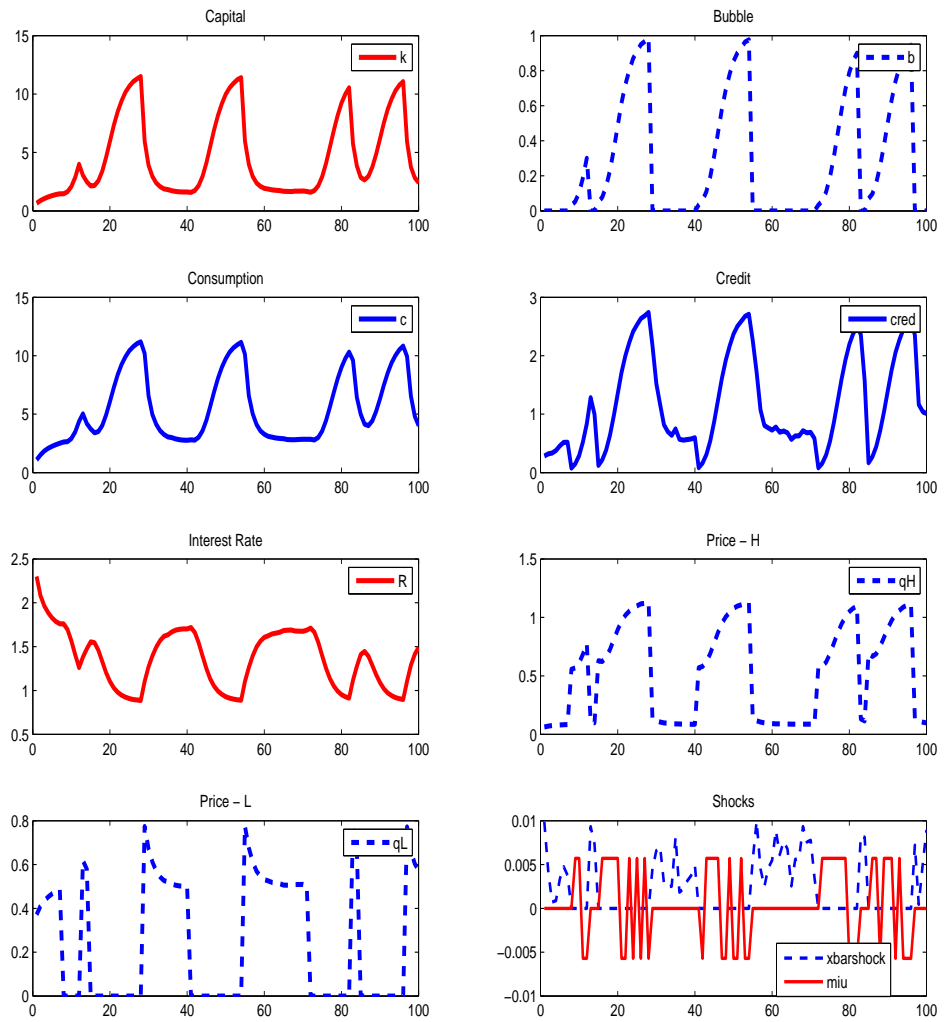 Capital
15
10
5
0
k
0 20 40 60 80 100
Bubble
1
0.8
0.6
0.4
0.2
0
b
0 20 40 60 80 100
Consumption
15
10
5
0
c
0 20 40 60 80 100
Credit
3
2
1
0
cred
0 20 40 60 80 100
Interest Rate
2.5
2
1.5
1
0.5
R
0 20 40 60 80 100
Price − H
1.5
1
0.5
0
qH
0 20 40 60 80 100
Price − L
0.8
0.6
0.4
0.2
0
qL
0 20 40 60 80 100
Shocks
0.01
0.005
0
−0.005
−0.01
xbarshock
miu
0 20 40 60 80 100